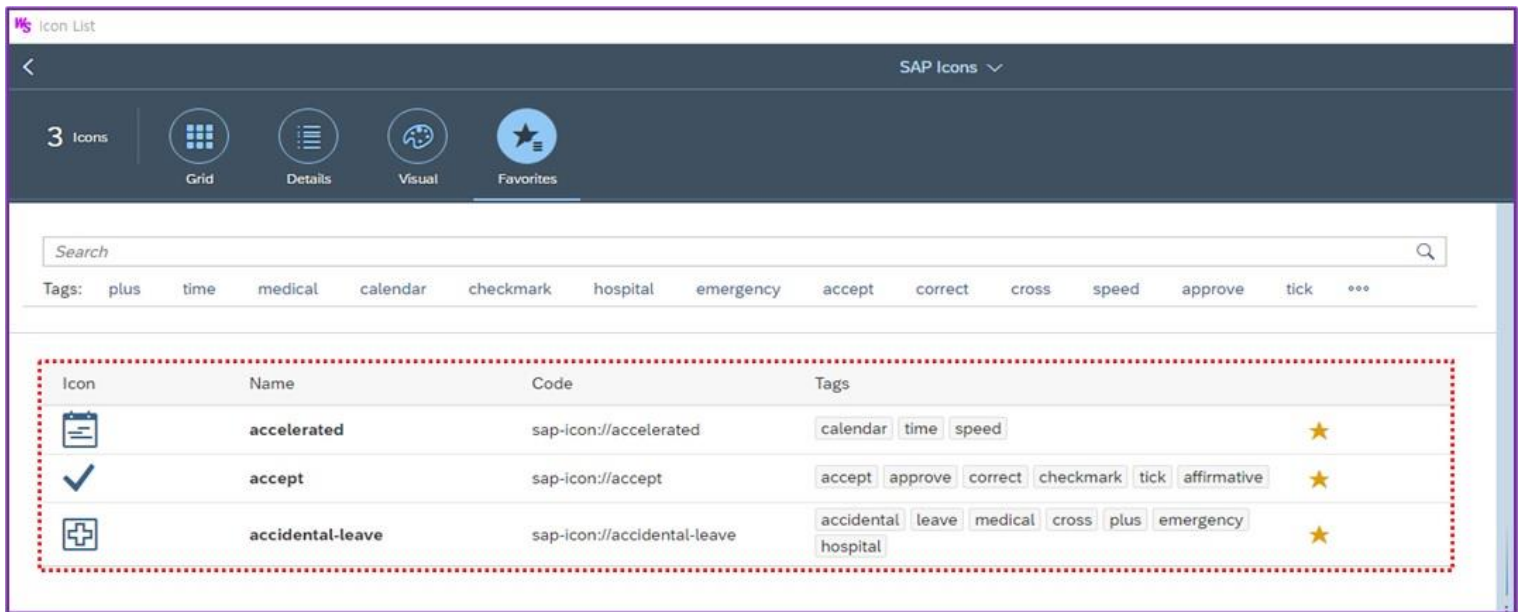 WS Icon List
SAP Icons
3 Icons
Grid Details Visual Favorites
Search
Tags: plus time medical calendar checkmark hospital emergency accept correct cross speed approve tick
Icon Name Code Tags
accelerated sap-icon://accelerated calendar time speed
accept sap-icon://accept accept approve correct checkmark tick affirmative
accidental-leave sap-icon://accidental-leave accidental leave medical cross plus emergency
hospital